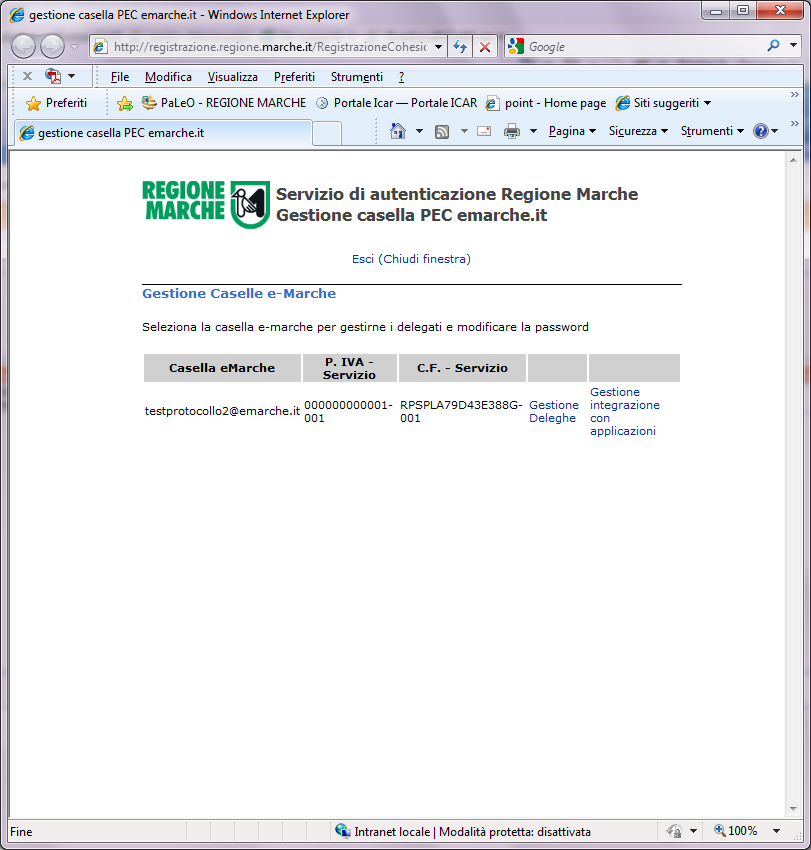 gestione casella PEC emarche.it - Windows Internet Explorer
http://registrazione.regione.marche.it/RegistrazioneCohesio
Google
File Modifica Visualizza Preferiti Strumenti ?
Preferiti PaLeO - REGIONE MARCHE Portale Icar — Portale ICAR point - Home page Siti suggeriti
gestione casella PEC emarche.it
Pagina Sicurezza Strumenti
REGIONE
MARCHE
Servizio di autenticazione Regione Marche
Gestione casella PEC emarche.it
Esci (Chiudi finestra)
Gestione Caselle e-Marche
Seleziona la casella e-marche per gestirne i delegati e modificare la password
Casella eMarche
P. IVA -
Servizio
C.F. - Servizio
testprotocollo2@emarche.it
000000000001-
001
RPSPLA79D43E388G-
001
Gestione
Deleghe
Gestione
integrazione
con
applicazioni
Fine
Intranet locale | Modalità protetta: disattivata
100%